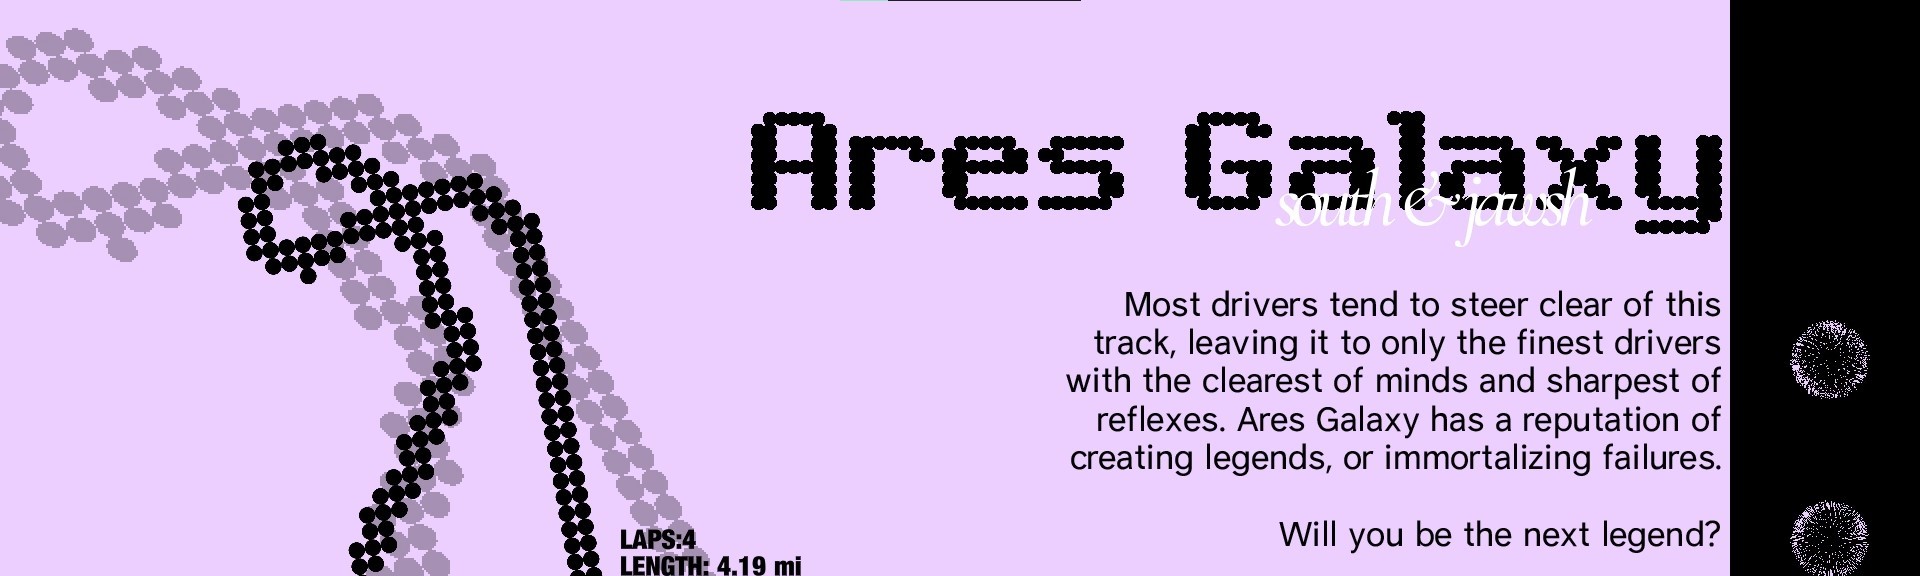 Ares Galaxy
south & jawsh
Most drivers tend to steer clear of this
track, leaving it to only the finest drivers
with the clearest of minds and sharpest of
reflexes. Ares Galaxy has a reputation of
creating legends, or immortalizing failures.
Will you be the next legend?
LAPS:4
LENGTH: 4.19 mi